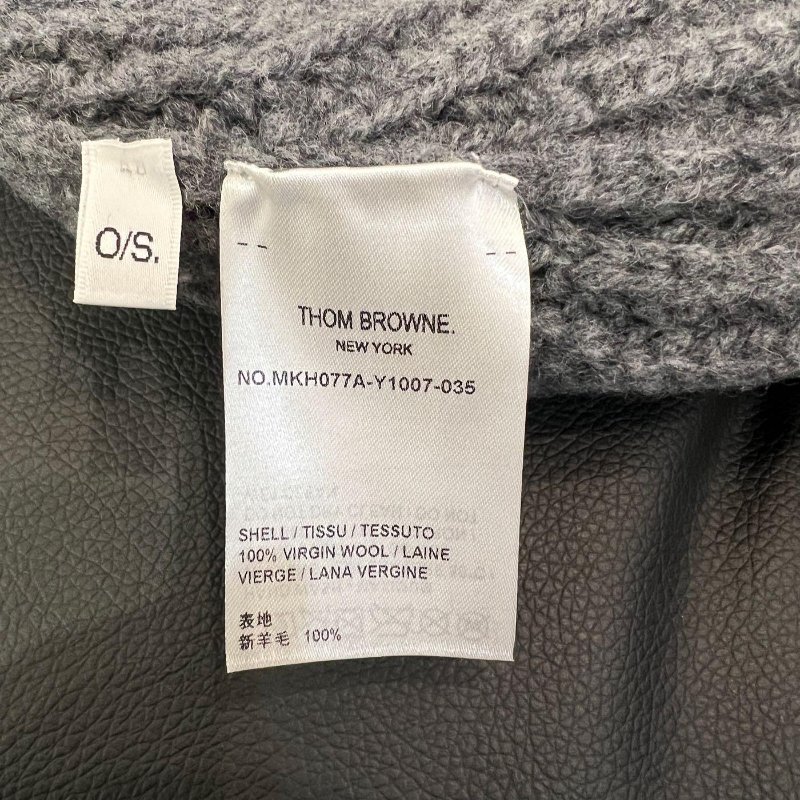 O/S.
THOM BROWNE.
NEW YORK
NO.MKH077A-Y1007-035
SHELL / TISSU / TESSUTO
100% VIRGIN WOOL / LAINE
VIERGE / LANA VERGINE
表地
新羊毛 100%